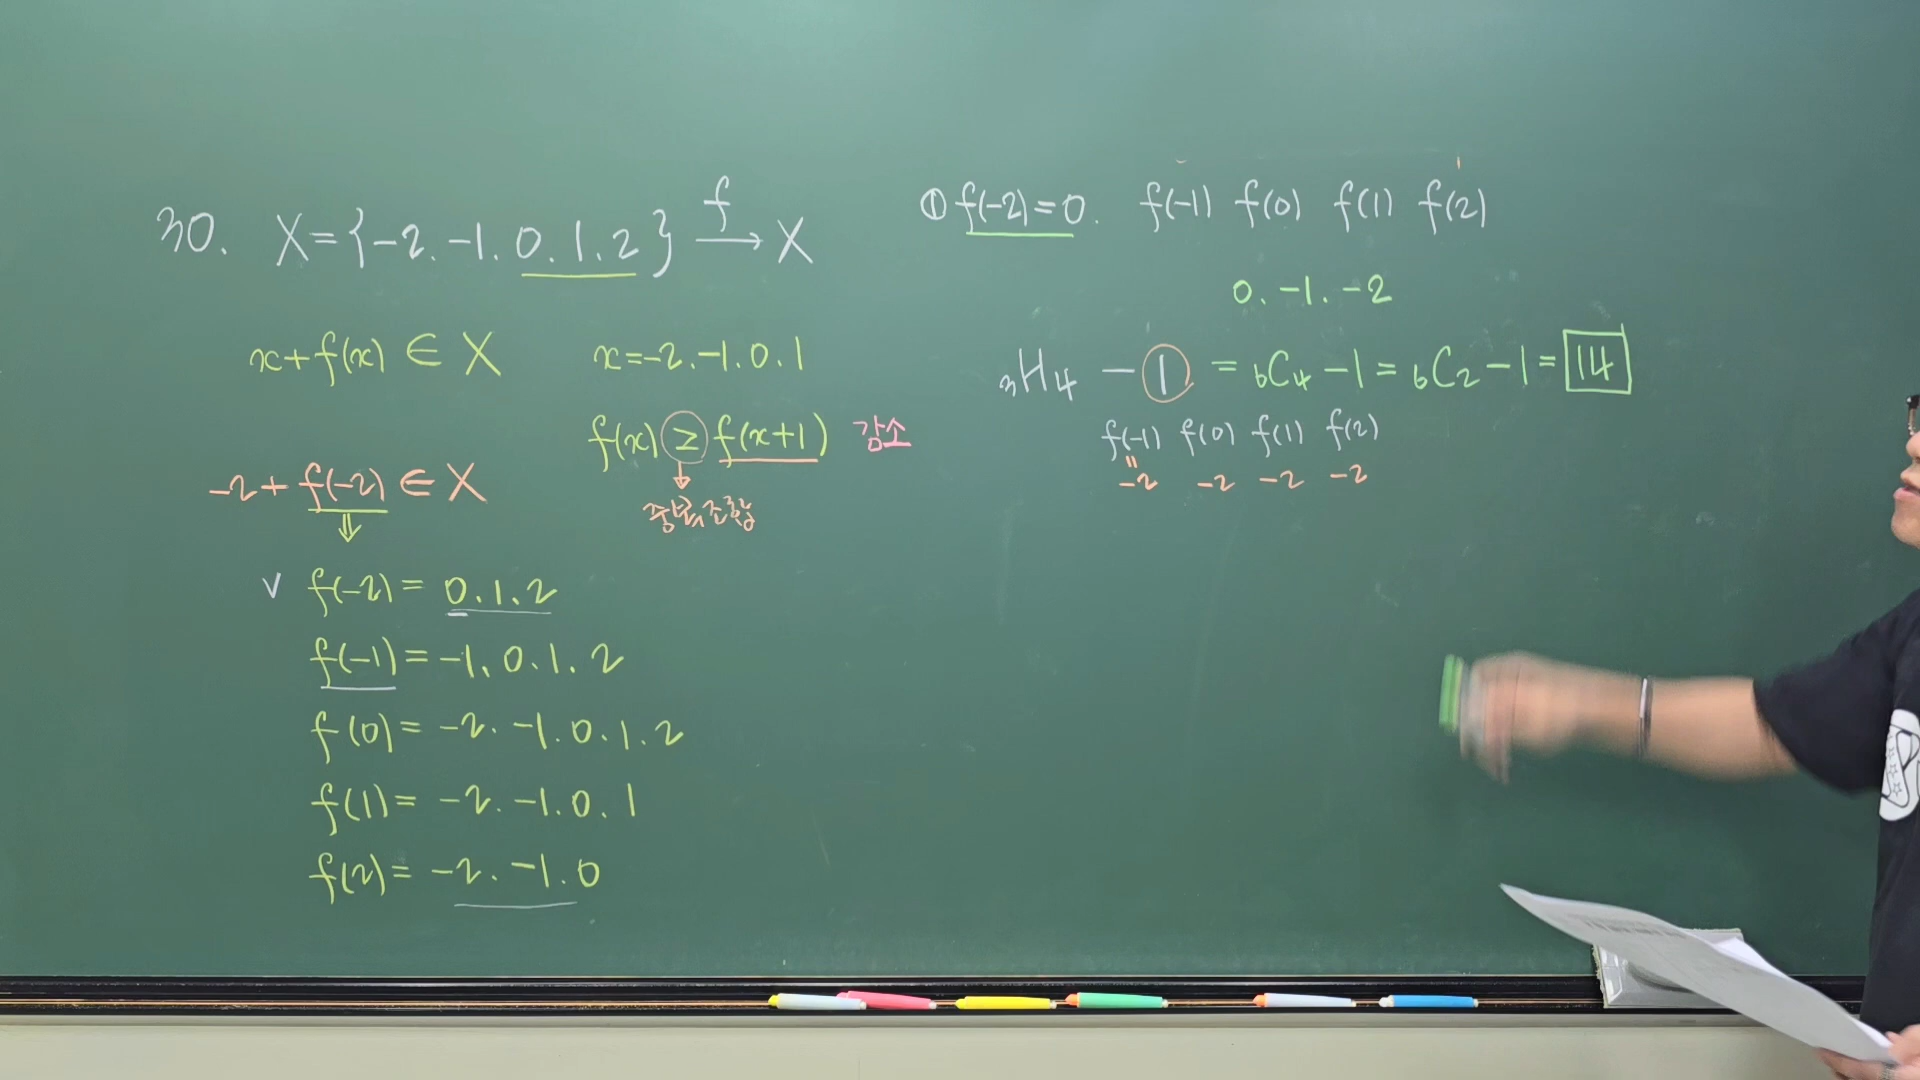 30. X={-2. -1. 0. 1. 2} f→ X
x+f(x) ∈ X
x=-2. -1. 0. 1
f(x) ≥ f(x+1) 감소
중복조합
-2+f(-2) ∈ X
⇓
∨ f(-2) = 0. 1. 2
f(-1) = -1. 0. 1. 2
f(0) = -2. -1. 0. 1. 2
f(1) = -2. -1. 0. 1
f(2) = -2. -1. 0
① f(-2)=0. f(-1) f(0) f(1) f(2)
0. -1. -2
₃H₄ - 1 = ₆C₄ - 1 = ₆C₂ - 1 = 14
f(-1) f(0) f(1) f(2)
=
-2 -2 -2 -2